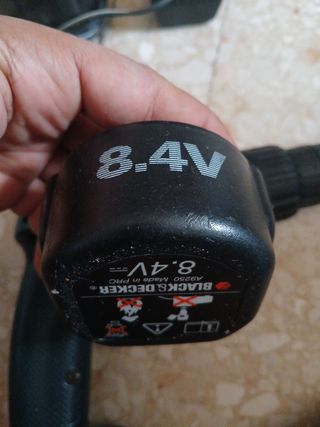 8.4V
BLACK&DECKER®
A9250 Made in PRC
8.4V⎓